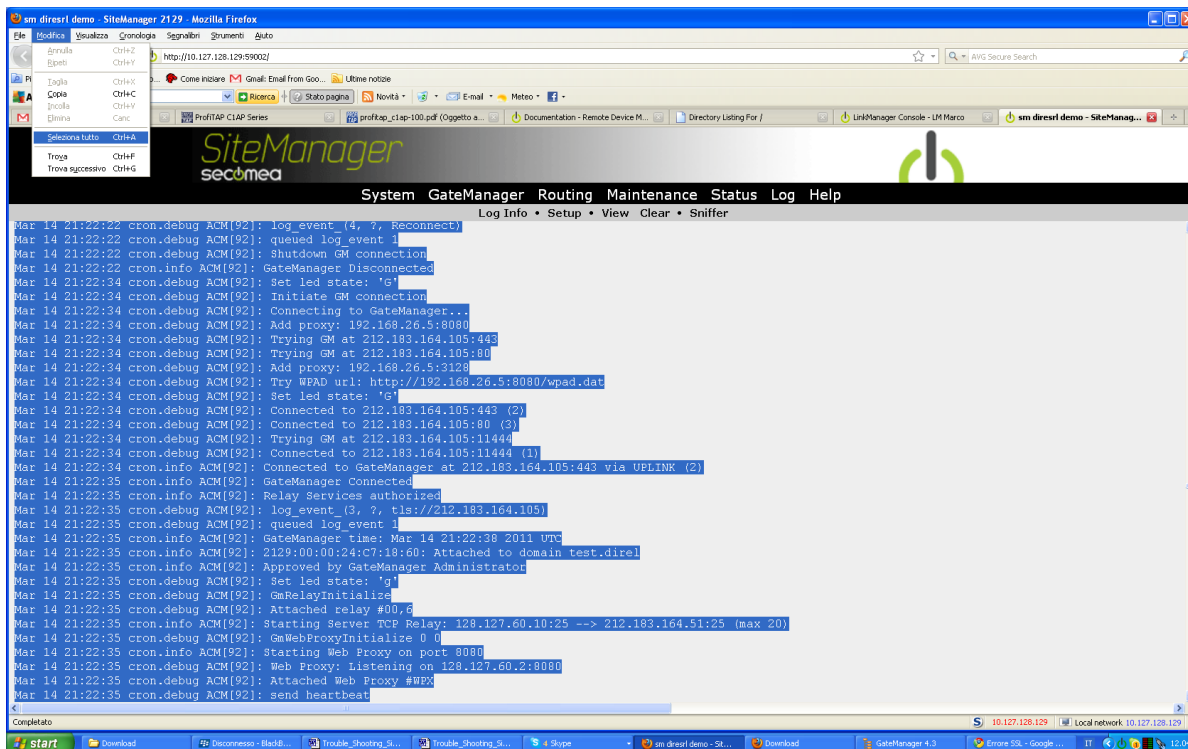 sm diresrl demo - SiteManager 2129 - Mozilla Firefox
File Modifica Visualizza Cronologia Segnalibri Strumenti Aiuto
Annulla Ctrl+Z
Ripeti Ctrl+Y
Taglia Ctrl+X
Copia Ctrl+C
Incolla Ctrl+V
Elimina Canc
Seleziona tutto Ctrl+A
Trova Ctrl+F
Trova successivo Ctrl+G
http://10.127.128.129:59002/
AVG Secure Search
Come iniziare Gmail: Email from Goo... Ultime notizie
Ricerca Stato pagina Novità E-mail Meteo
ProfiTAP C1AP Series profitap_c1ap-100.pdf (Oggetto a... Documentation - Remote Device M... Directory Listing For / LinkManager Console - LM Marco sm diresrl demo - SiteManag...
SiteManager
secomea
System GateManager Routing Maintenance Status Log Help
Log Info • Setup • View Clear • Sniffer
Mar 14 21:22:22 cron.debug ACM[92]: log_event_(4, ?, Reconnect)
Mar 14 21:22:22 cron.debug ACM[92]: queued log_event 1
Mar 14 21:22:22 cron.debug ACM[92]: Shutdown GM connection
Mar 14 21:22:22 cron.info ACM[92]: GateManager Disconnected
Mar 14 21:22:34 cron.debug ACM[92]: Set led state: 'G'
Mar 14 21:22:34 cron.debug ACM[92]: Initiate GM connection
Mar 14 21:22:34 cron.debug ACM[92]: Connecting to GateManager...
Mar 14 21:22:34 cron.debug ACM[92]: Add proxy: 192.168.26.5:8080
Mar 14 21:22:34 cron.debug ACM[92]: Trying GM at 212.183.164.105:443
Mar 14 21:22:34 cron.debug ACM[92]: Trying GM at 212.183.164.105:80
Mar 14 21:22:34 cron.debug ACM[92]: Add proxy: 192.168.26.5:3128
Mar 14 21:22:34 cron.debug ACM[92]: Try WPAD url: http://192.168.26.5:8080/wpad.dat
Mar 14 21:22:34 cron.debug ACM[92]: Set led state: 'G'
Mar 14 21:22:34 cron.debug ACM[92]: Connected to 212.183.164.105:443 (2)
Mar 14 21:22:34 cron.debug ACM[92]: Connected to 212.183.164.105:80 (3)
Mar 14 21:22:34 cron.debug ACM[92]: Trying GM at 212.183.164.105:11444
Mar 14 21:22:34 cron.debug ACM[92]: Connected to 212.183.164.105:11444 (1)
Mar 14 21:22:34 cron.info ACM[92]: Connected to GateManager at 212.183.164.105:443 via UPLINK (2)
Mar 14 21:22:35 cron.info ACM[92]: GateManager Connected
Mar 14 21:22:35 cron.info ACM[92]: Relay Services authorized
Mar 14 21:22:35 cron.debug ACM[92]: log_event_(3, ?, tls://212.183.164.105)
Mar 14 21:22:35 cron.debug ACM[92]: queued log_event 1
Mar 14 21:22:35 cron.info ACM[92]: GateManager time: Mar 14 21:22:38 2011 UTC
Mar 14 21:22:35 cron.info ACM[92]: 2129:00:00:24:C7:18:60: Attached to domain test.direl
Mar 14 21:22:35 cron.info ACM[92]: Approved by GateManager Administrator
Mar 14 21:22:35 cron.debug ACM[92]: Set led state: 'g'
Mar 14 21:22:35 cron.debug ACM[92]: GmRelayInitialize
Mar 14 21:22:35 cron.debug ACM[92]: Attached relay #00,6
Mar 14 21:22:35 cron.info ACM[92]: Starting Server TCP Relay: 128.127.60.10:25 --> 212.183.164.51:25 (max 20)
Mar 14 21:22:35 cron.debug ACM[92]: GmWebProxyInitialize 0 0
Mar 14 21:22:35 cron.info ACM[92]: Starting Web Proxy on port 8080
Mar 14 21:22:35 cron.debug ACM[92]: Web Proxy: Listening on 128.127.60.2:8080
Mar 14 21:22:35 cron.debug ACM[92]: Attached Web Proxy #WPX
Mar 14 21:22:35 cron.debug ACM[92]: send heartbeat
Completato 10.127.128.129 Local network 10.127.128.129
start Download Disconnesso - BlackB... Trouble_Shooting_Si... Trouble_Shooting_Si... 4 Skype sm diresrl demo - Sit... Download GateManager 4.3 Errore SSL - Google ... IT 12.04